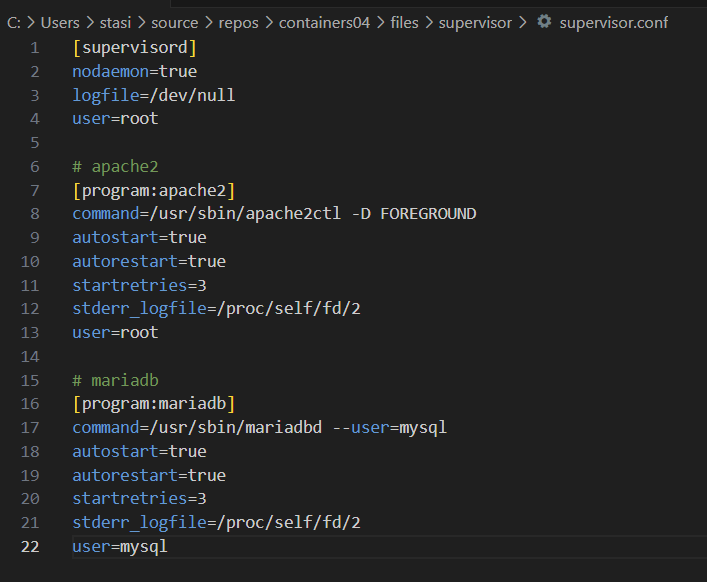 C: > Users > stasi > source > repos > containers04 > files > supervisor > supervisor.conf
1 [supervisord]
2 nodaemon=true
3 logfile=/dev/null
4 user=root
5
6 # apache2
7 [program:apache2]
8 command=/usr/sbin/apache2ctl -D FOREGROUND
9 autostart=true
10 autorestart=true
11 startretries=3
12 stderr_logfile=/proc/self/fd/2
13 user=root
14
15 # mariadb
16 [program:mariadb]
17 command=/usr/sbin/mariadbd --user=mysql
18 autostart=true
19 autorestart=true
20 startretries=3
21 stderr_logfile=/proc/self/fd/2
22 user=mysql